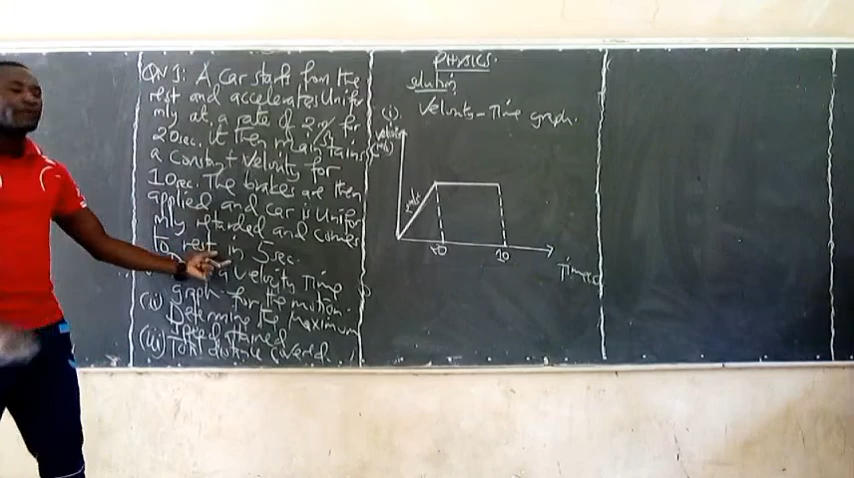 QN 1: A car starts from the
rest and accelerates Unifor
mly at a rate of 2m/s for
20sec. it then maintains
a constant Velocity for
10sec. The brakes are then
applied and car is Unifor
mly retarded and comes
to rest in 5sec.
a velocity Time
graph for the motion.
(ii) Determine the maximum
speed attained
(iii) Total distance covered.
PHYSICS.
solution
(i) Velocity - Time graph.
(m/s)
2m/s
10
Time(s)